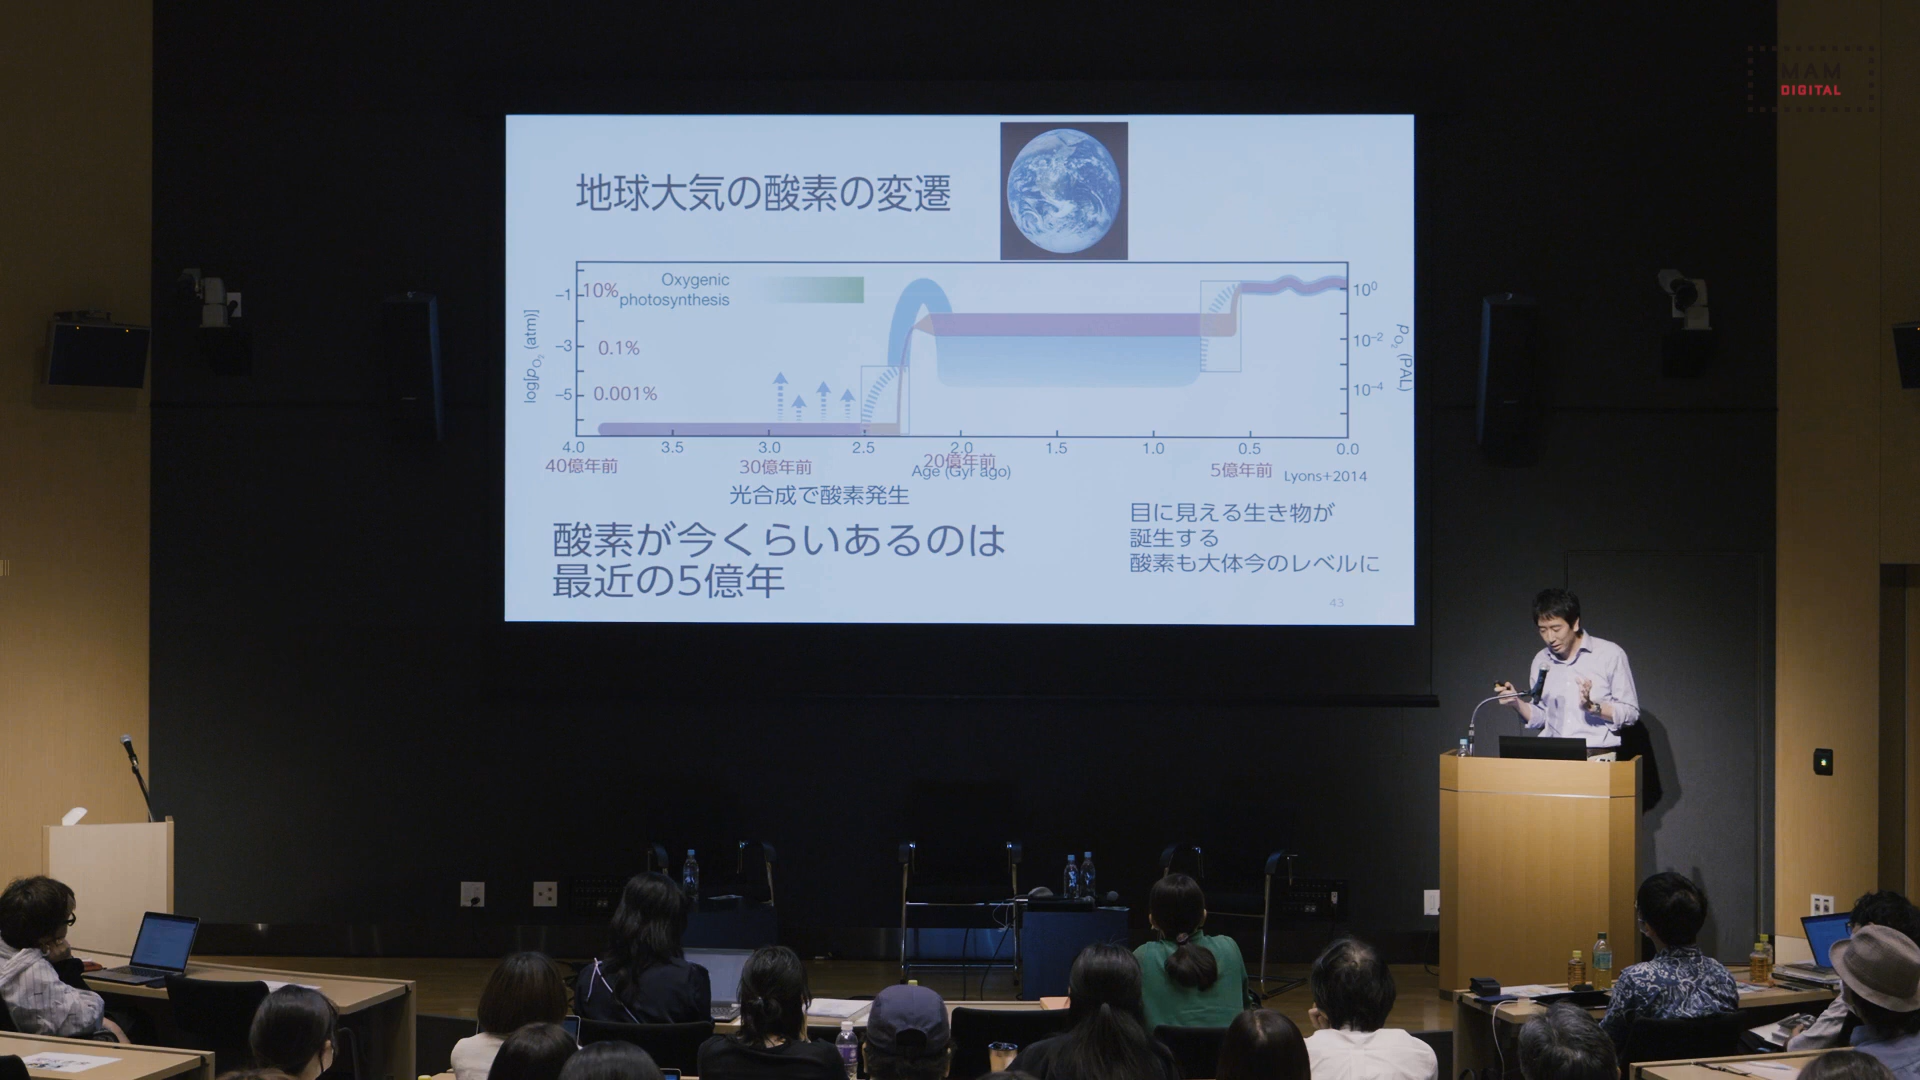 MAM
DIGITAL
地球大気の酸素の変遷
Oxygenic
photosynthesis
10%
0.1%
0.001%
−1
−3
−5
log[pO₂ (atm)]
10⁰
10⁻²
10⁻⁴
pO₂ (PAL)
4.0 3.5 3.0 2.5 2.0 1.5 1.0 0.5 0.0
40億年前 30億年前 20億年前 5億年前
Age (Gyr ago)
Lyons+2014
光合成で酸素発生
酸素が今くらいあるのは
最近の5億年
目に見える生き物が
誕生する
酸素も大体今のレベルに
43